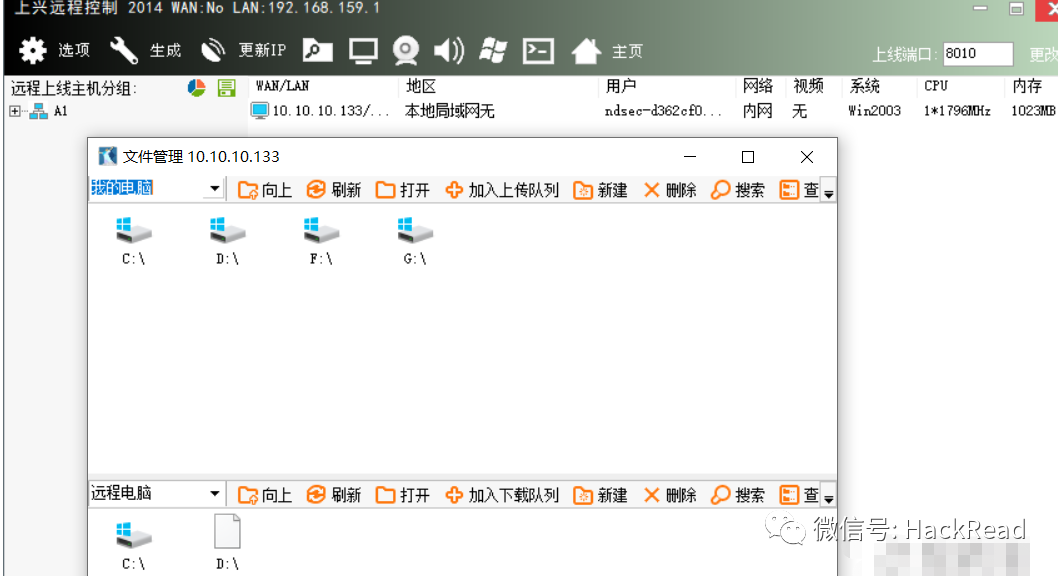 上兴远程控制 2014 WAN:No LAN:192.168.159.1
选项 生成 更新IP 主页 上线端口: 8010 更改
远程上线主机分组: WAN/LAN 地区 用户 网络 视频 系统 CPU 内存
A1 10.10.10.133/... 本地局域网无 ndsec-d362cf0... 内网 无 Win2003 1*1796MHz 1023MB
文件管理 10.10.10.133
我的电脑 向上 刷新 打开 加入上传队列 新建 删除 搜索 查
C:\ D:\ F:\ G:\
远程电脑 向上 刷新 打开 加入下载队列 新建 删除 搜索 查
C:\ D:\
微信号: HackRead